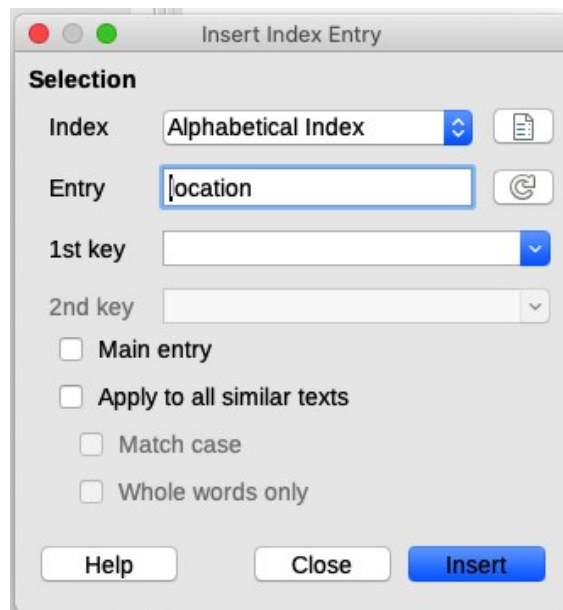 Insert Index Entry
Selection
Index Alphabetical Index
Entry location
1st key
2nd key
Main entry
Apply to all similar texts
Match case
Whole words only
Help Close Insert